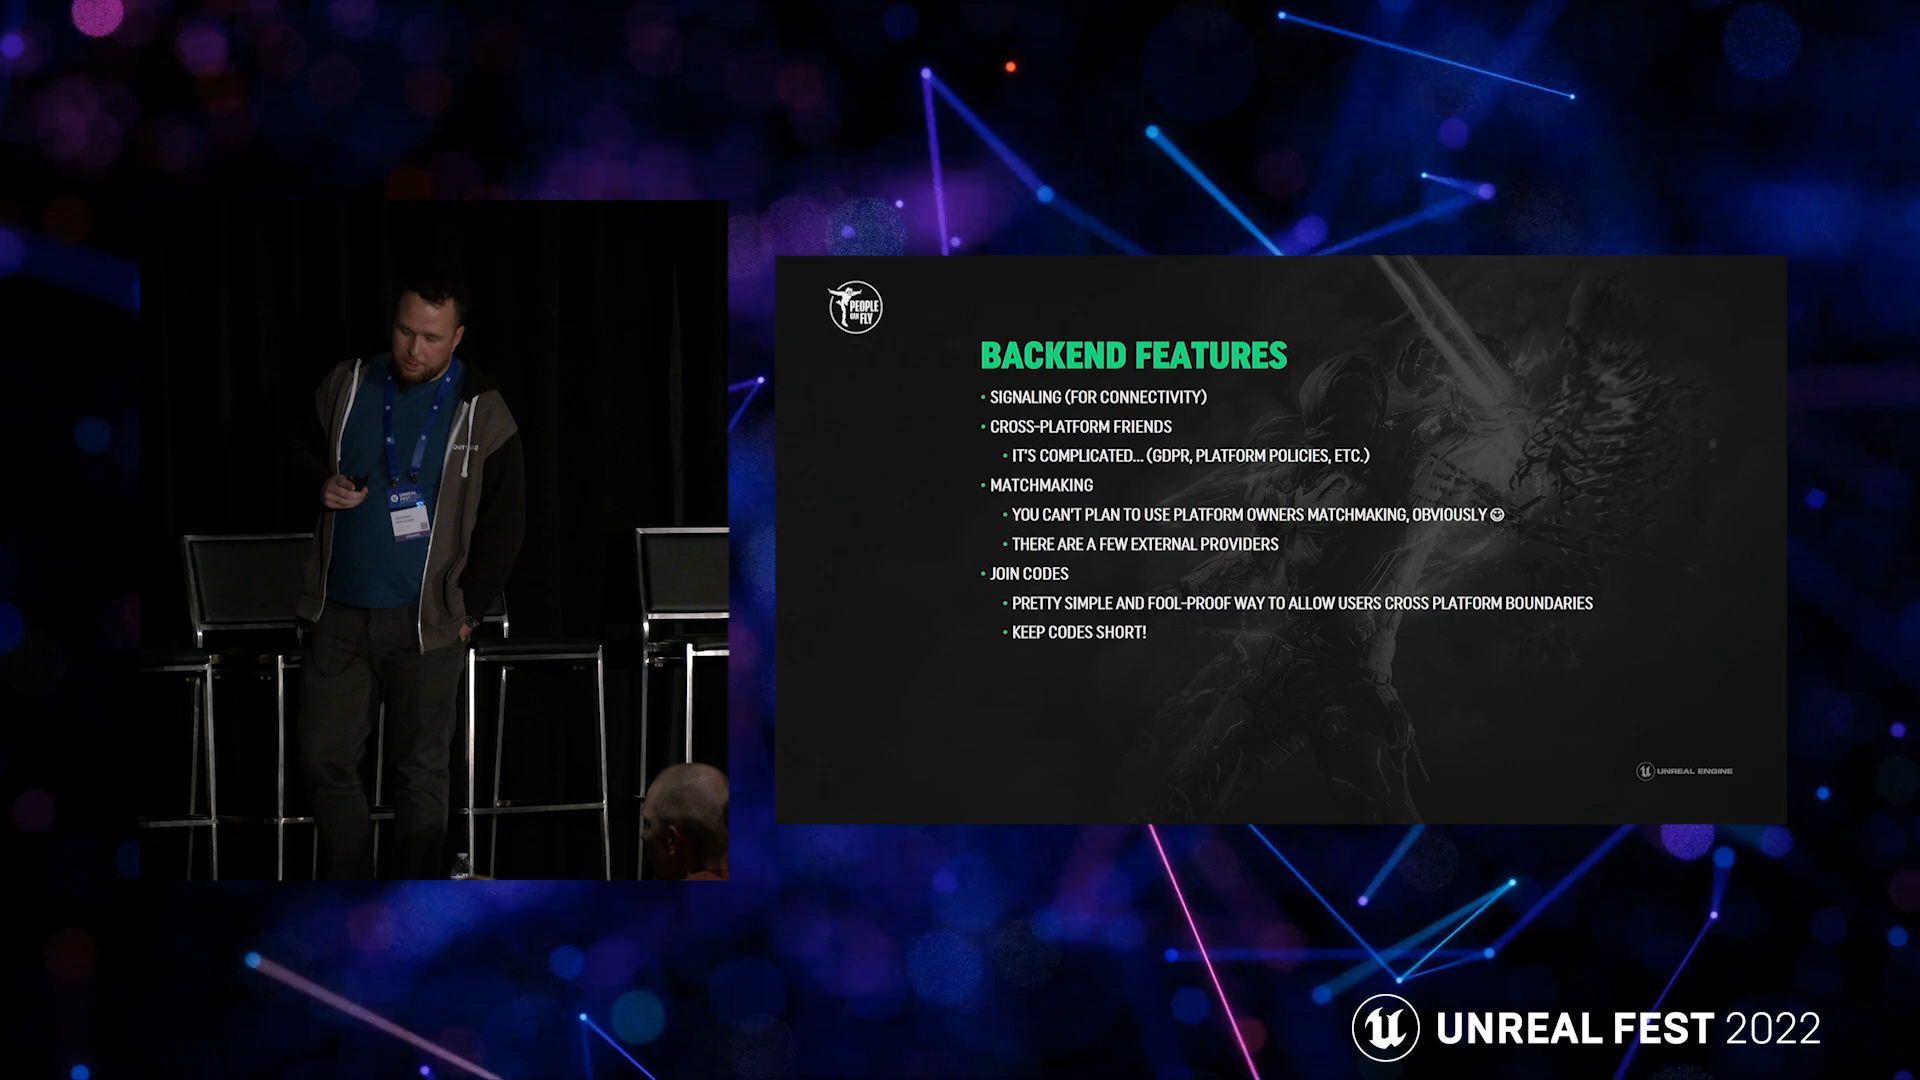 PEOPLE
CAN
FLY
BACKEND FEATURES
• SIGNALING (FOR CONNECTIVITY)
• CROSS-PLATFORM FRIENDS
• IT'S COMPLICATED... (GDPR, PLATFORM POLICIES, ETC.)
• MATCHMAKING
• YOU CAN'T PLAN TO USE PLATFORM OWNERS MATCHMAKING, OBVIOUSLY ☺
• THERE ARE A FEW EXTERNAL PROVIDERS
• JOIN CODES
• PRETTY SIMPLE AND FOOL-PROOF WAY TO ALLOW USERS CROSS PLATFORM BOUNDARIES
• KEEP CODES SHORT!
UNREAL ENGINE
UNREAL
FEST
UNREAL FEST 2022